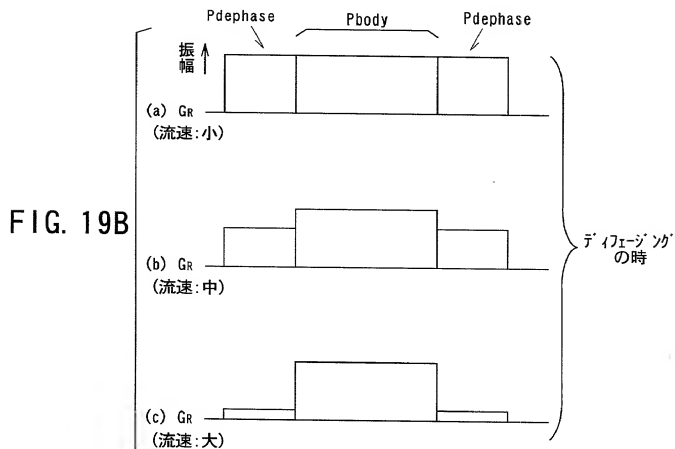 Pdephase
Pbody
Pdephase
振幅
(a) GR
(流速:小)
FIG. 19B
(b) GR
(流速:中)
ディフェージング
の時
(c) GR
(流速:大)